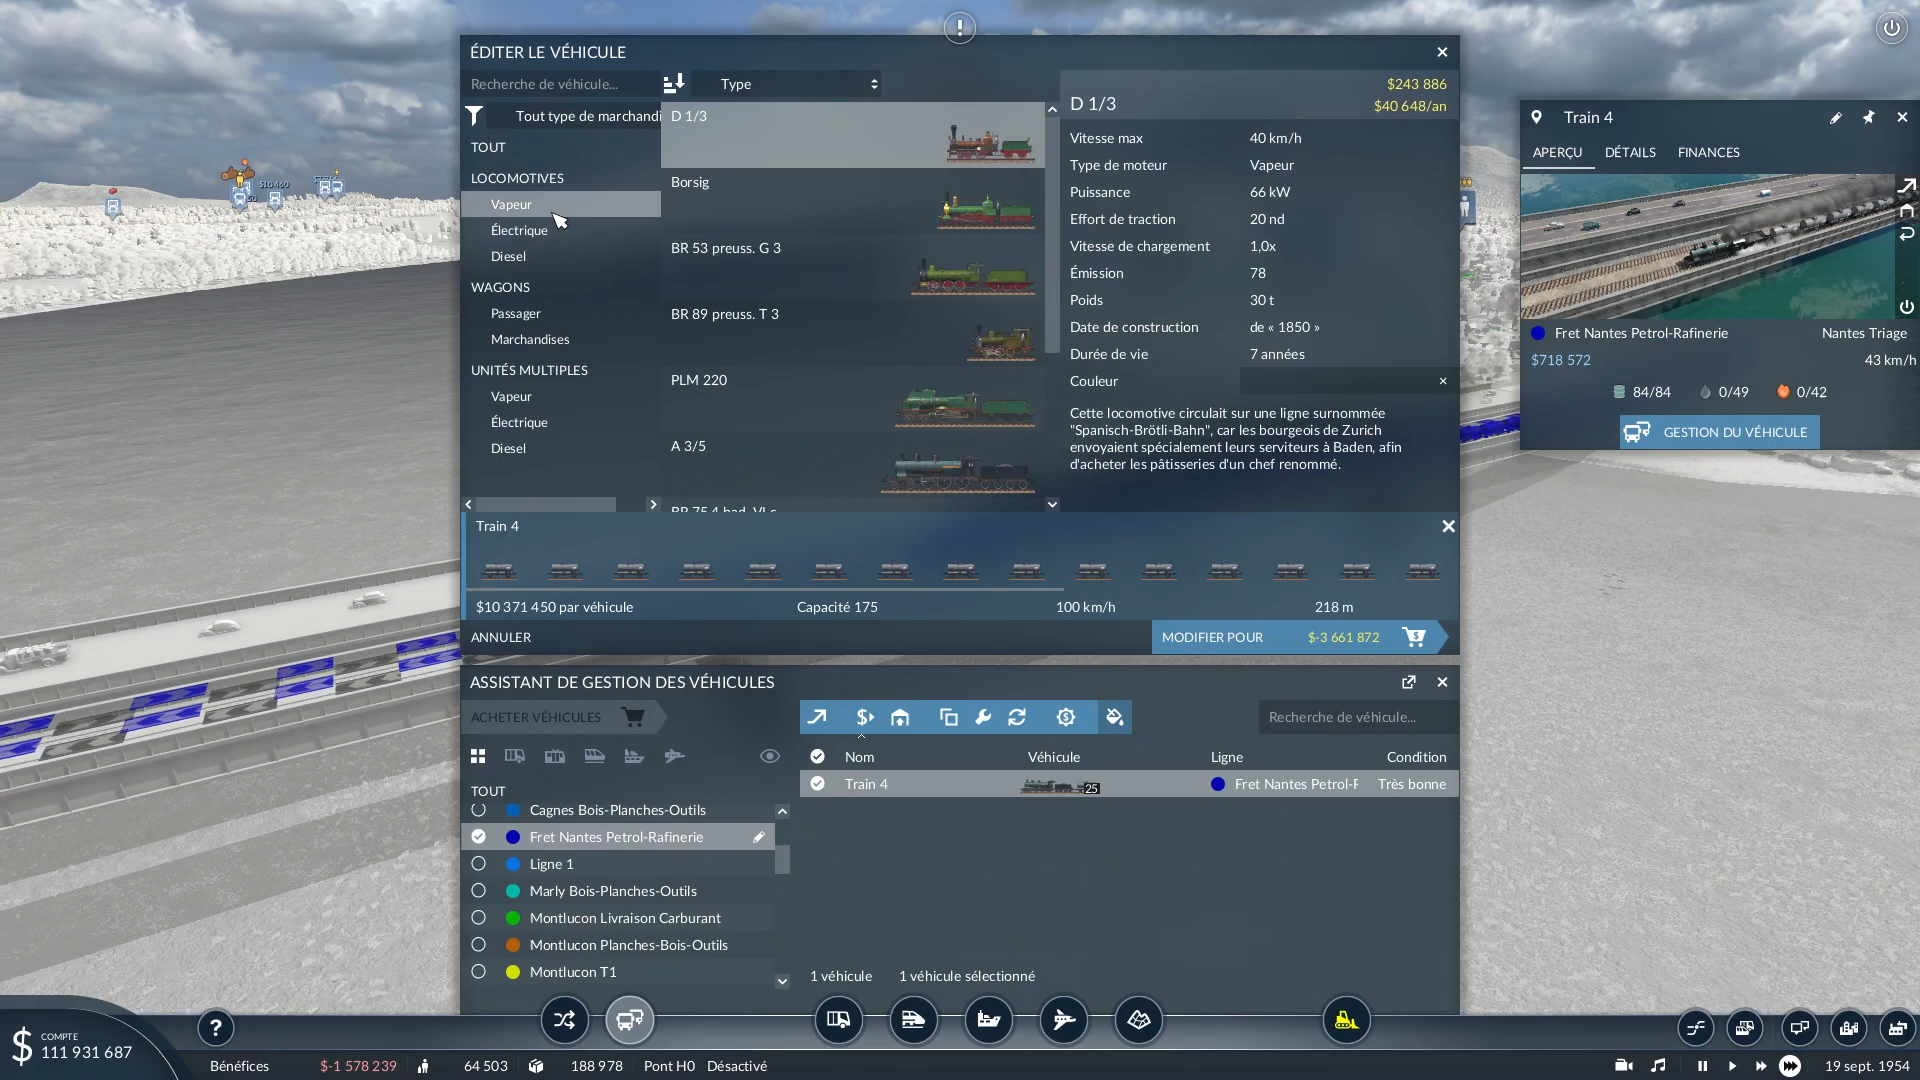 ÉDITER LE VÉHICULE
Recherche de véhicule...
Type
Tout type de marchandi
TOUT
LOCOMOTIVES
Vapeur
Électrique
Diesel
WAGONS
Passager
Marchandises
UNITÉS MULTIPLES
Vapeur
Électrique
Diesel
D 1/3
Borsig
BR 53 preuss. G 3
BR 89 preuss. T 3
PLM 220
A 3/5
BR 75.4 bad. VI c
$243 886
D 1/3
$40 648/an
Vitesse max 40 km/h
Type de moteur Vapeur
Puissance 66 kW
Effort de traction 20 nd
Vitesse de chargement 1,0x
Émission 78
Poids 30 t
Date de construction de « 1850 »
Durée de vie 7 années
Couleur
Cette locomotive circulait sur une ligne surnommée
"Spanisch-Brötli-Bahn", car les bourgeois de Zurich
envoyaient spécialement leurs serviteurs à Baden, afin
d'acheter les pâtisseries d'un chef renommé.
Train 4
$10 371 450 par véhicule Capacité 175 100 km/h 218 m
ANNULER
MODIFIER POUR $-3 661 872
ASSISTANT DE GESTION DES VÉHICULES
ACHETER VÉHICULES
Recherche de véhicule...
TOUT
Cagnes Bois-Planches-Outils
Fret Nantes Petrol-Rafinerie
Ligne 1
Marly Bois-Planches-Outils
Montlucon Livraison Carburant
Montlucon Planches-Bois-Outils
Montlucon T1
Nom Véhicule Ligne Condition
Train 4 25 Fret Nantes Petrol-R Très bonne
1 véhicule 1 véhicule sélectionné
Train 4
APERÇU DÉTAILS FINANCES
Fret Nantes Petrol-Rafinerie Nantes Triage
$718 572 43 km/h
84/84 0/49 0/42
GESTION DU VÉHICULE
$10 460
?
$ COMPTE
111 931 687
Bénéfices $-1 578 239 64 503 188 978 Pont H0 Désactivé
19 sept. 1954